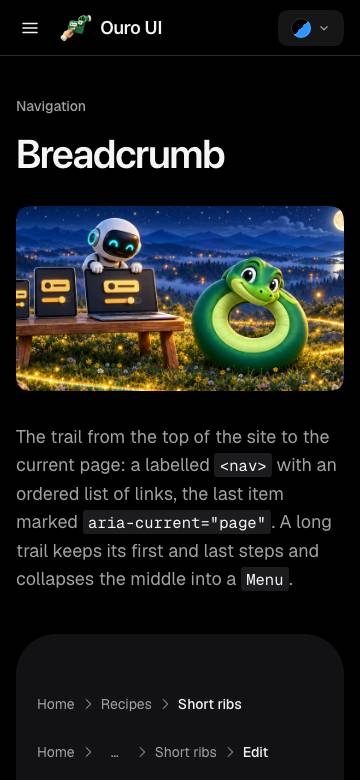 Ouro UI
Navigation
Breadcrumb
The trail from the top of the site to the
current page: a labelled <nav> with an
ordered list of links, the last item
marked aria-current="page". A long
trail keeps its first and last steps and
collapses the middle into a Menu.
Home > Recipes > Short ribs
Home > … > Short ribs > Edit